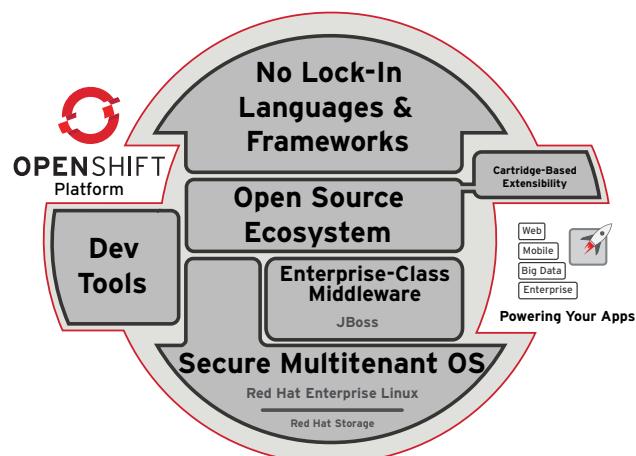 No Lock-In
Languages &
Frameworks
OPENSHIFT
Platform
Cartridge-Based
Extensibility
Open Source
Ecosystem
Dev
Tools
Web
Mobile
Big Data
Enterprise
Powering Your Apps
Enterprise-Class
Middleware
JBoss
Secure Multitenant OS
Red Hat Enterprise Linux
Red Hat Storage